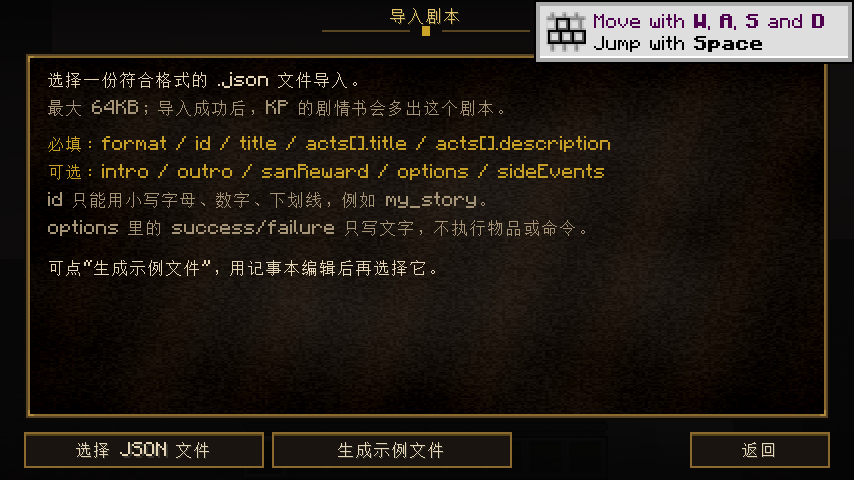 导入剧本
Move with W, A, S and D
Jump with Space
选择一份符合格式的 .json 文件导入。
最大 64KB；导入成功后，KP 的剧情书会多出这个剧本。
必填：format / id / title / acts[].title / acts[].description
可选：intro / outro / sanReward / options / sideEvents
id 只能用小写字母、数字、下划线，例如 my_story。
options 里的 success/failure 只写文字，不执行物品或命令。
可点“生成示例文件”，用记事本编辑后再选择它。
选择 JSON 文件
生成示例文件
返回